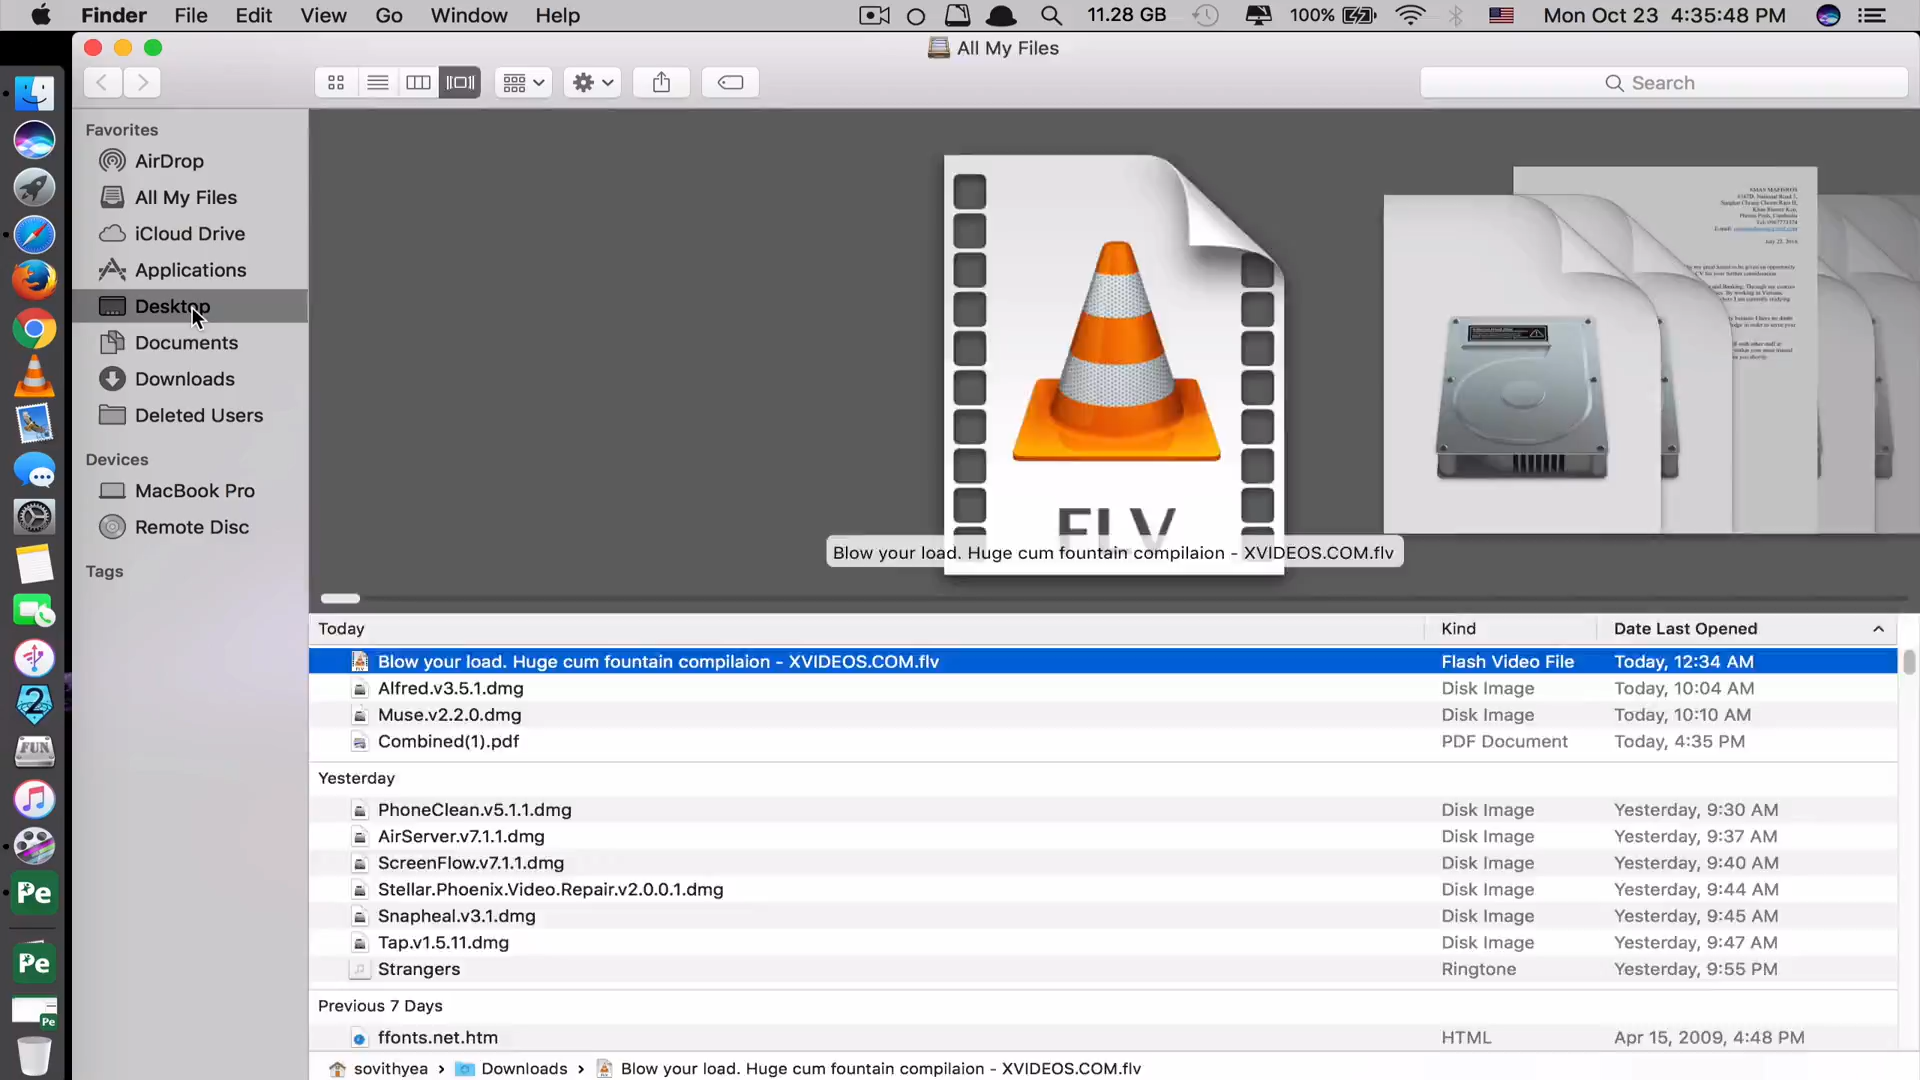 Finder File Edit View Go Window Help 11.28 GB 100% Mon Oct 23 4:35:48 PM
All My Files
Search
Favorites
AirDrop
All My Files
iCloud Drive
Applications
Desktop
Documents
Downloads
Deleted Users
Devices
MacBook Pro
Remote Disc
Tags
FLV
Blow your load. Huge cum fountain compilaion - XVIDEOS.COM.flv
Today Kind Date Last Opened
Blow your load. Huge cum fountain compilaion - XVIDEOS.COM.flv Flash Video File Today, 12:34 AM
Alfred.v3.5.1.dmg Disk Image Today, 10:04 AM
Muse.v2.2.0.dmg Disk Image Today, 10:10 AM
Combined(1).pdf PDF Document Today, 4:35 PM
Yesterday
PhoneClean.v5.1.1.dmg Disk Image Yesterday, 9:30 AM
AirServer.v7.1.1.dmg Disk Image Yesterday, 9:37 AM
ScreenFlow.v7.1.1.dmg Disk Image Yesterday, 9:40 AM
Stellar.Phoenix.Video.Repair.v2.0.0.1.dmg Disk Image Yesterday, 9:44 AM
Snapheal.v3.1.dmg Disk Image Yesterday, 9:45 AM
Tap.v1.5.11.dmg Disk Image Yesterday, 9:47 AM
Strangers Ringtone Yesterday, 9:55 PM
Previous 7 Days
ffonts.net.htm HTML Apr 15, 2009, 4:48 PM
sovithyea › Downloads › Blow your load. Huge cum fountain compilaion - XVIDEOS.COM.flv
2
FUN
Pe
Pe
Pe